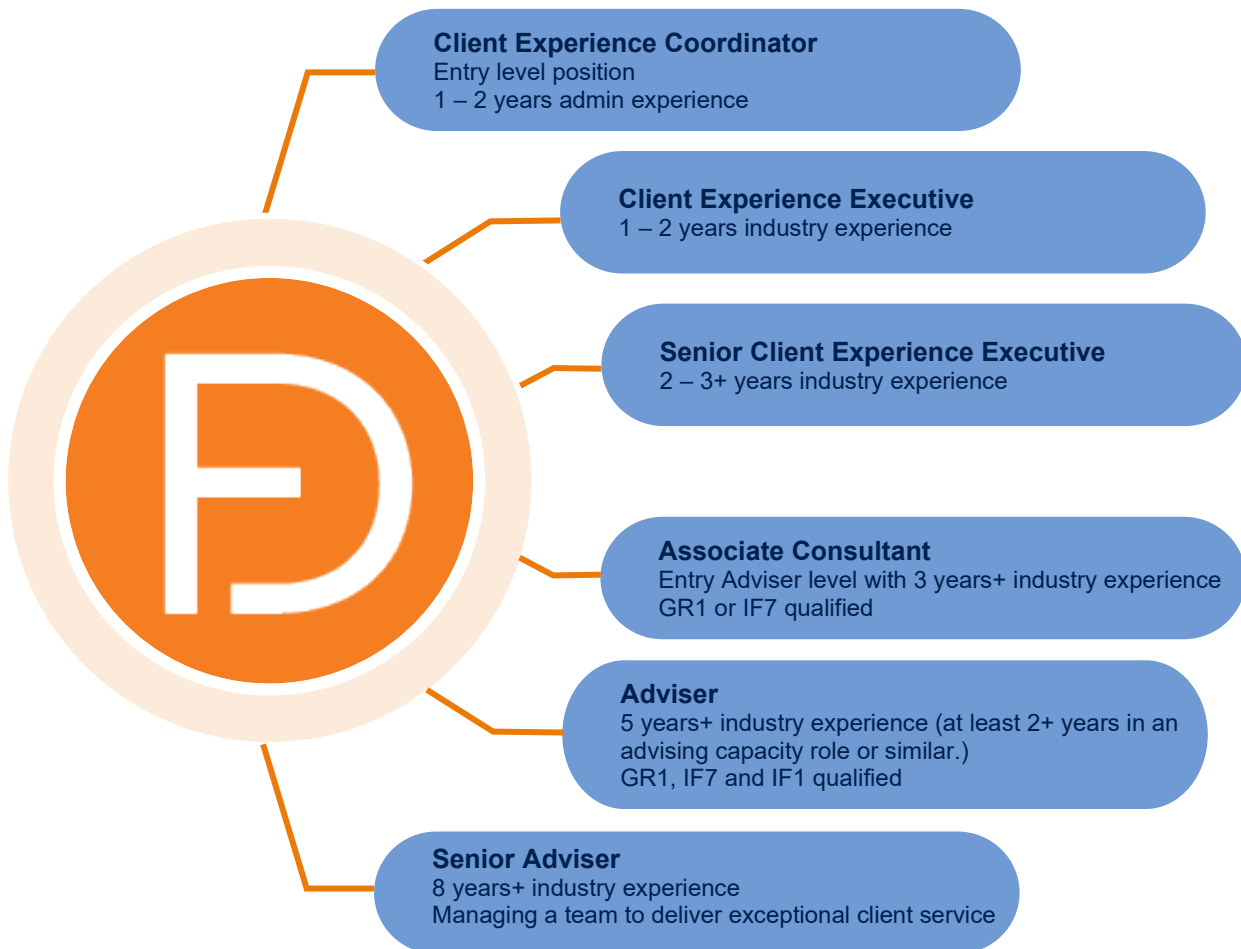 Client Experience Coordinator
Entry level position
1 – 2 years admin experience
Client Experience Executive
1 – 2 years industry experience
Senior Client Experience Executive
2 – 3+ years industry experience
Associate Consultant
Entry Adviser level with 3 years+ industry experience
GR1 or IF7 qualified
Adviser
5 years+ industry experience (at least 2+ years in an
advising capacity role or similar.)
GR1, IF7 and IF1 qualified
Senior Adviser
8 years+ industry experience
Managing a team to deliver exceptional client service